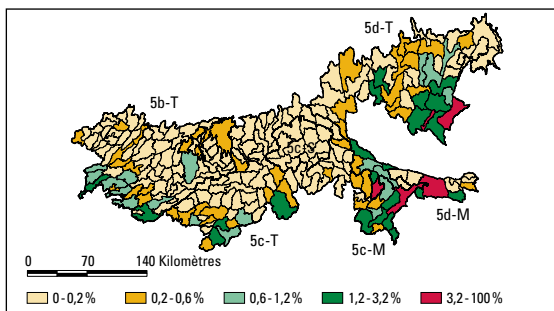 5d-T
5b-T
5d-M
5c-M
5c-T
0 70 140 Kilomètres
0-0,2% 0,2-0,6% 0,6-1,2% 1,2-3,2% 3,2-100%